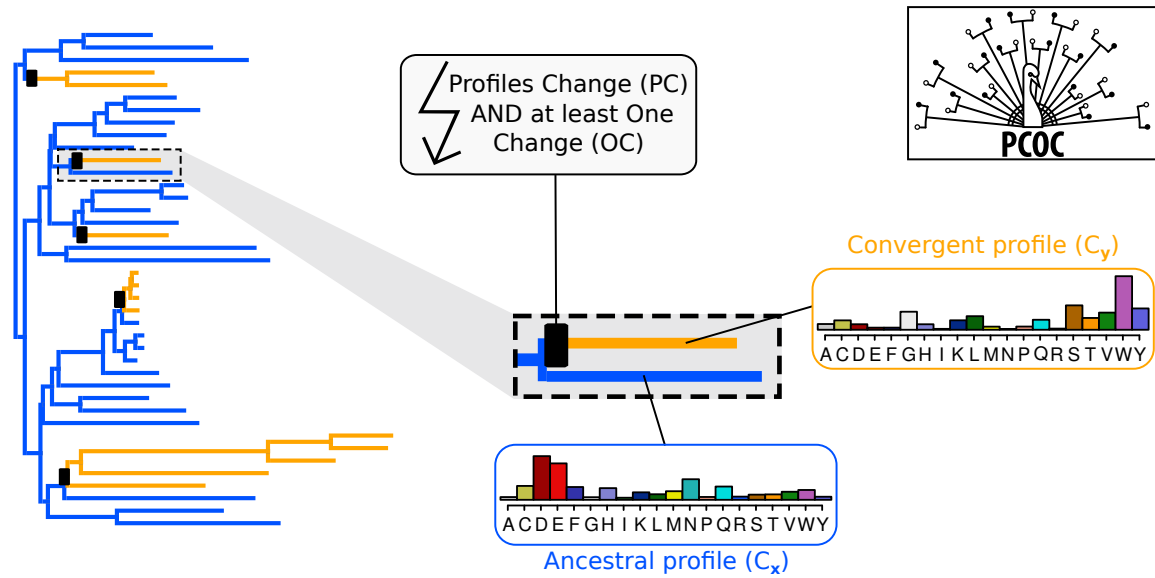 Profiles Change (PC)
AND at least One
Change (OC)
PCOC
Convergent profile (Cy)
A C D E F G H I K L M N P Q R S T V W Y
A C D E F G H I K L M N P Q R S T V W Y
Ancestral profile (Cx)